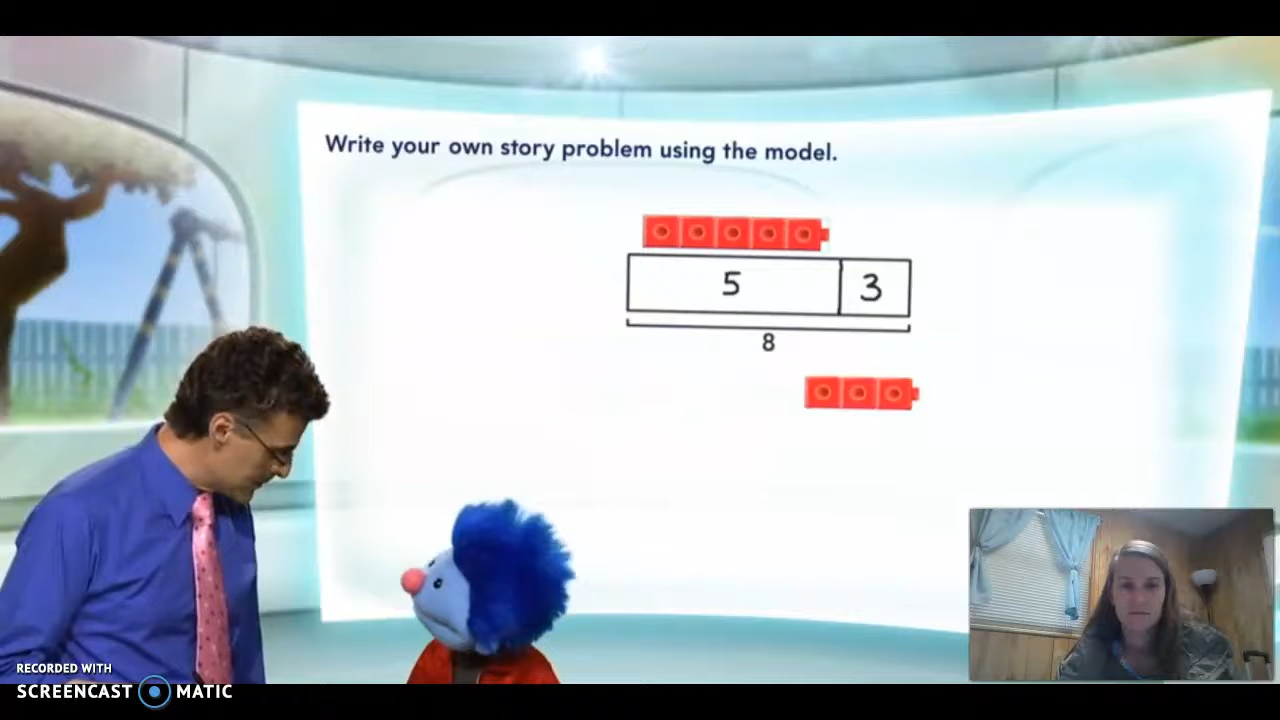 Write your own story problem using the model.
5 3
8
RECORDED WITH
SCREENCAST MATIC